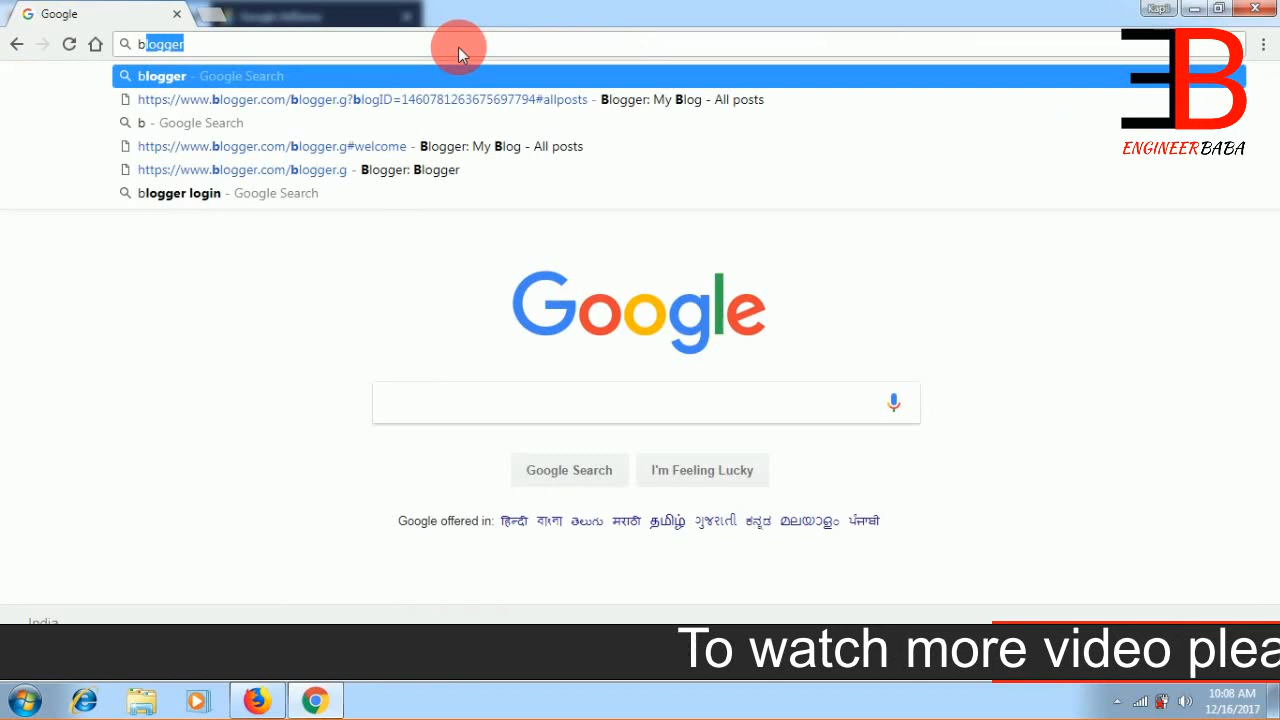 Google
Kapil
blogger
blogger - Google Search
https://www.blogger.com/blogger.g?blogID=1460781263675697794#allposts - Blogger: My Blog - All posts
b - Google Search
https://www.blogger.com/blogger.g#welcome - Blogger: My Blog - All posts
https://www.blogger.com/blogger.g - Blogger: Blogger
blogger login - Google Search
EB
ENGINEERBABA
Google
Google Search
I'm Feeling Lucky
Google offered in: हिन्दी বাংলা తెలుగు मराठी தமிழ் ગુજરાતી ಕನ್ನಡ മലയാളം ਪੰਜਾਬੀ
India
To watch more video plea
10:08 AM
12/16/2017